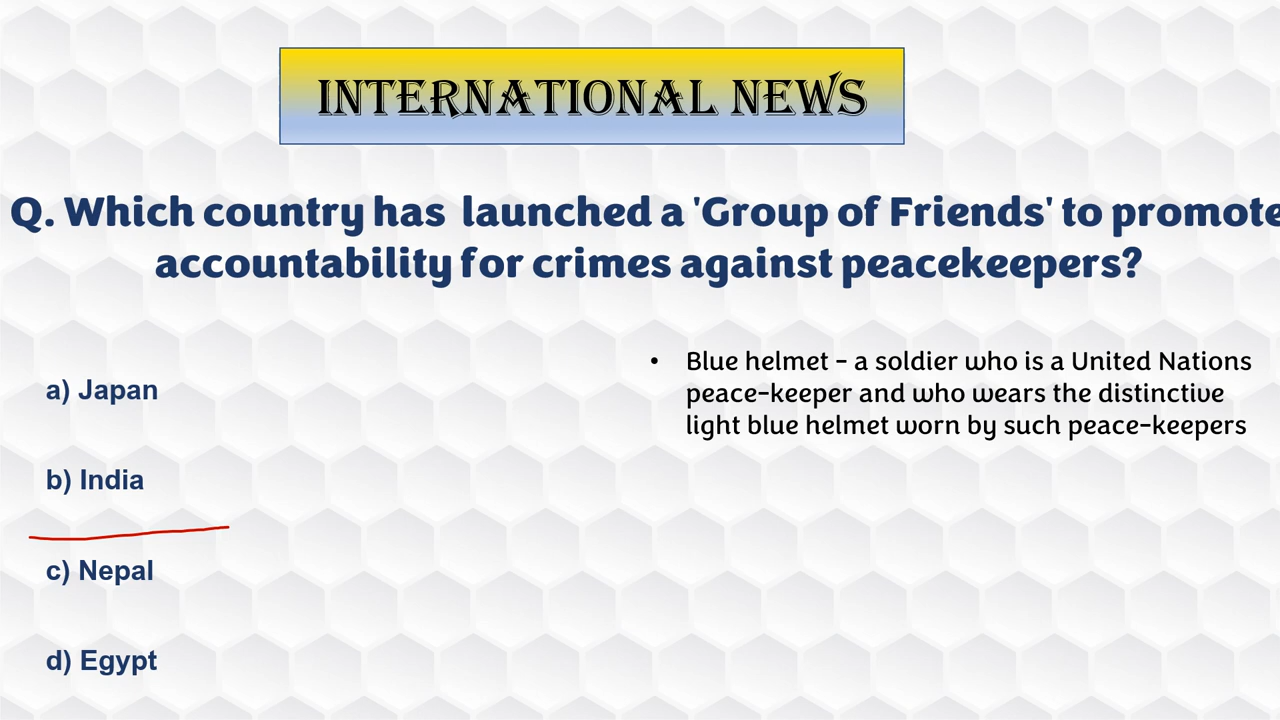 INTERNATIONAL NEWS
Q. Which country has launched a 'Group of Friends' to promote
accountability for crimes against peacekeepers?
a) Japan
b) India
c) Nepal
d) Egypt
• Blue helmet - a soldier who is a United Nations
peace-keeper and who wears the distinctive
light blue helmet worn by such peace-keepers